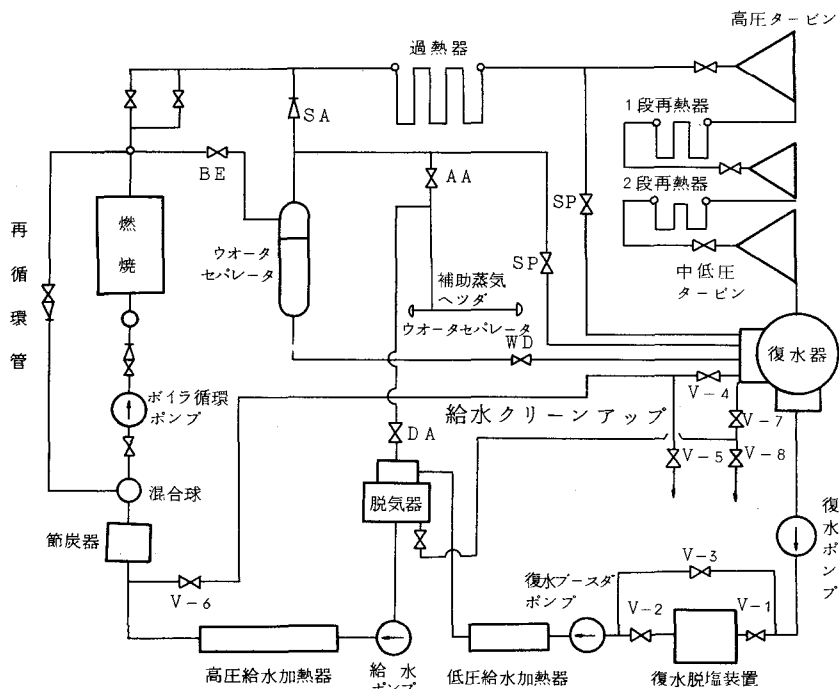 高圧タービン
過熱器
SA
1段再熱器
BE
AA
2段再熱器
SP
再循環管
燃焼
ウオータ
セパレータ
SP
中低圧
タービン
補助蒸気
ヘツダ
ウオータセパレータ
WD
復水器
ボイラ循環
ポンプ
V-4
給水クリーンアップ
V-7
DA
V-5
V-8
混合球
脱気器
復水ポンプ
節炭器
V-3
復水ブースタ
ポンプ
V-6
V-2
V-1
高圧給水加熱器
給水
ポンプ
低圧給水加熱器
復水脱塩装置